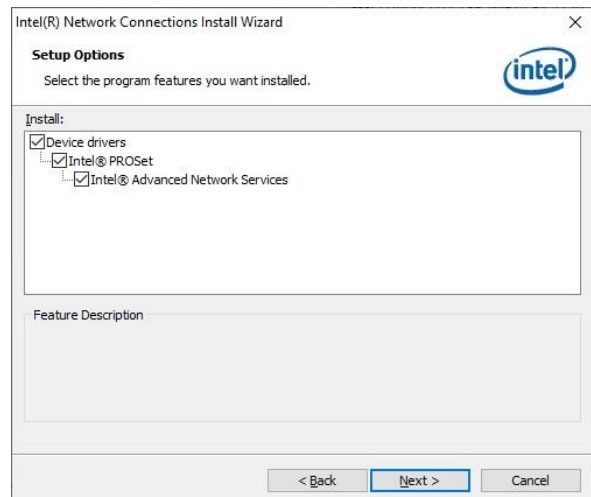 Intel(R) Network Connections Install Wizard
Setup Options
Select the program features you want installed.
intel
Install:
Device drivers
Intel® PROSet
Intel® Advanced Network Services
Feature Description
< Back
Next >
Cancel